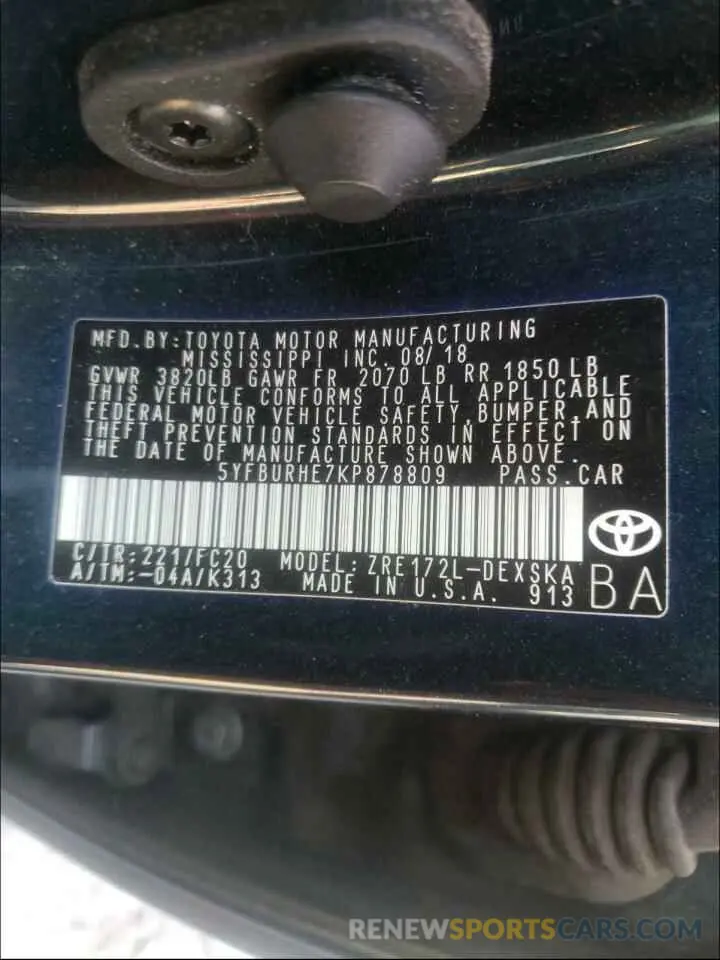 MFD. BY: TOYOTA MOTOR MANUFACTURING
MISSISSIPPI INC. 08/18
GVWR 3820LB GAWR FR 2070 LB RR 1850 LB
THIS VEHICLE CONFORMS TO ALL APPLICABLE
FEDERAL MOTOR VEHICLE SAFETY, BUMPER, AND
THEFT PREVENTION STANDARDS IN EFFECT ON
THE DATE OF MANUFACTURE SHOWN ABOVE.
5YFBURHE7KP878809 PASS. CAR
C/TR: 221/FC20 MODEL: ZRE172L-DEXSKA
A/TM: -04A/K313 MADE IN U.S.A. 913 BA
RENEWSPORTSCARS.COM